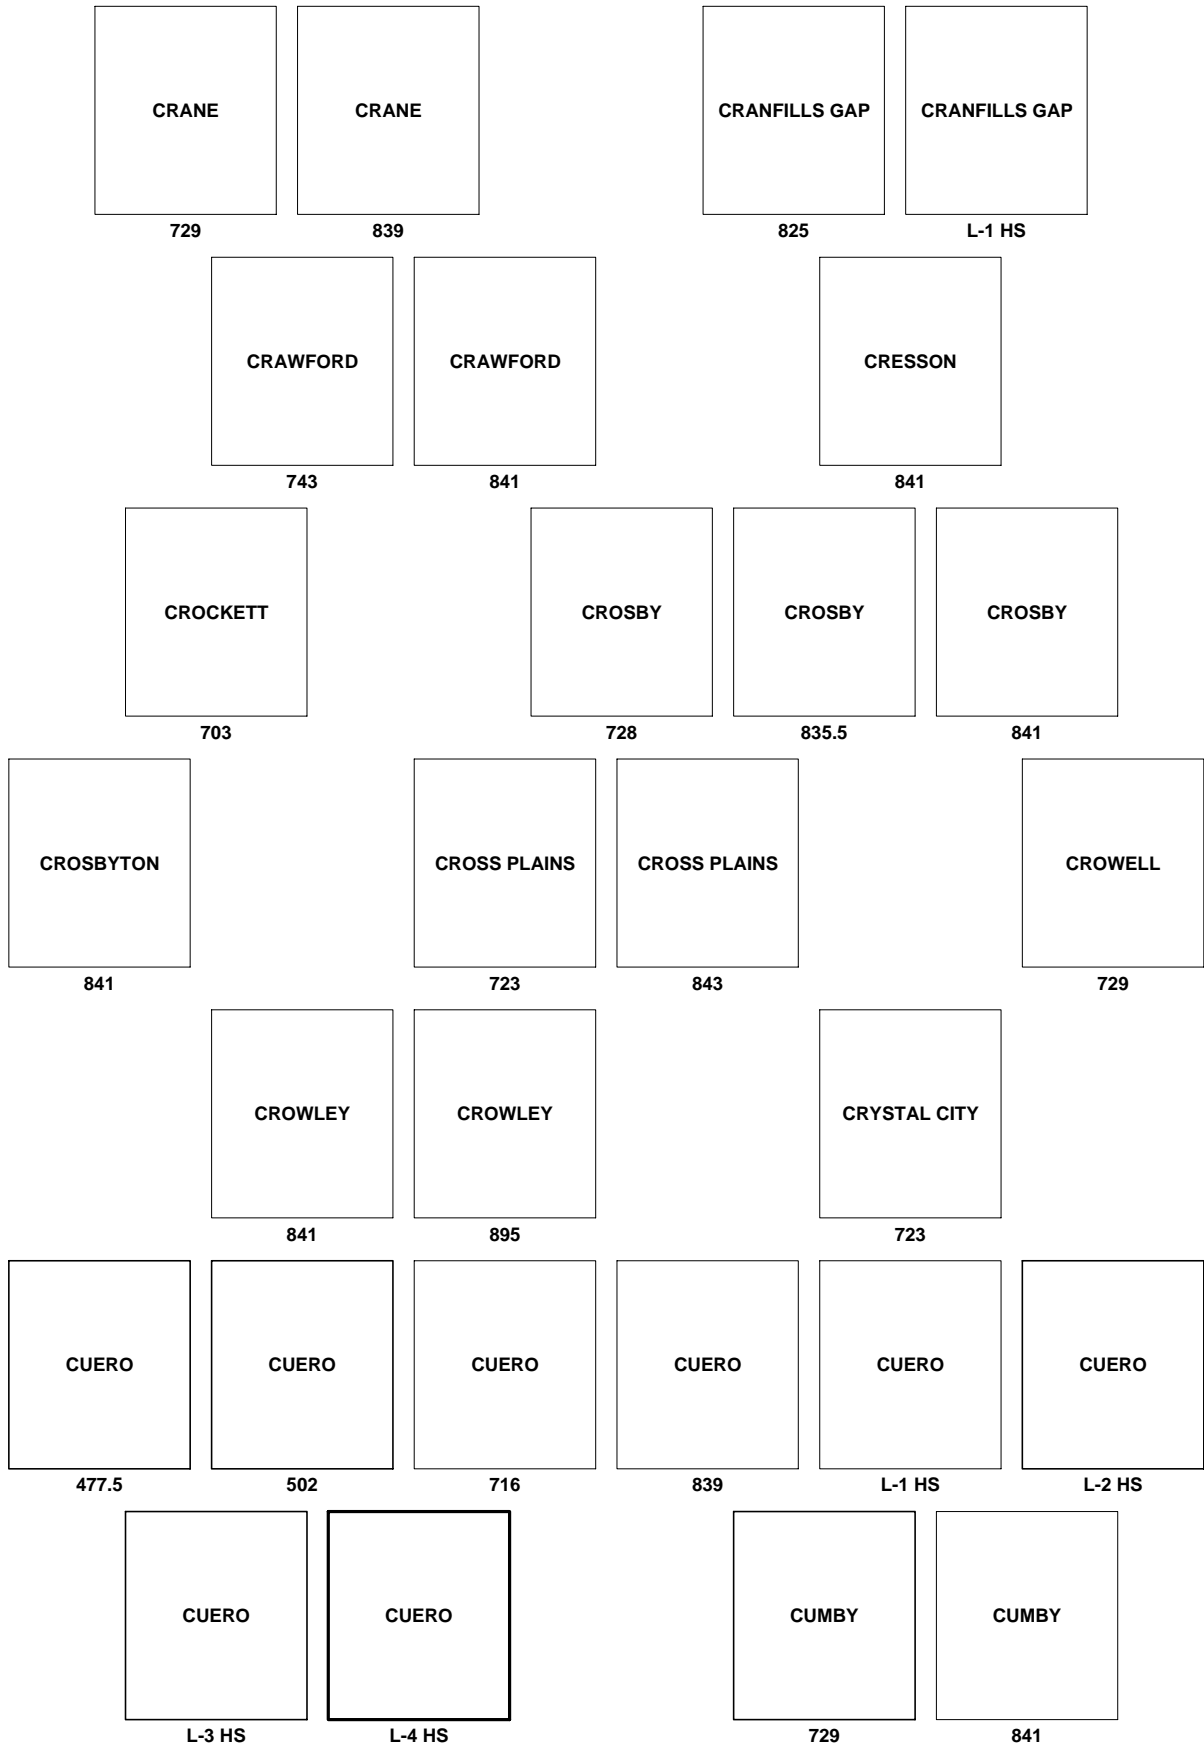 CRANE CRANE CRANFILLS GAP CRANFILLS GAP
729 839 825 L-1 HS
CRAWFORD CRAWFORD CRESSON
743 841 841
CROCKETT CROSBY CROSBY CROSBY
703 728 835.5 841
CROSBYTON CROSS PLAINS CROSS PLAINS CROWELL
841 723 843 729
CROWLEY CROWLEY CRYSTAL CITY
841 895 723
CUERO CUERO CUERO CUERO CUERO CUERO
477.5 502 716 839 L-1 HS L-2 HS
CUERO CUERO CUMBY CUMBY
L-3 HS L-4 HS 729 841